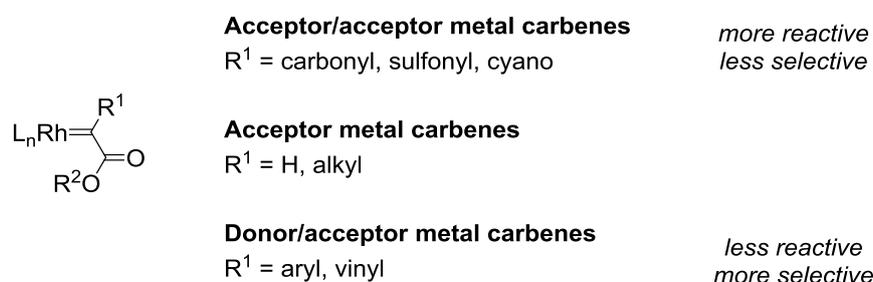 Acceptor/acceptor metal carbenes
R¹ = carbonyl, sulfonyl, cyano
more reactive
less selective
R¹
LₙRh
O
R²O
Acceptor metal carbenes
R¹ = H, alkyl
Donor/acceptor metal carbenes
R¹ = aryl, vinyl
less reactive
more selective